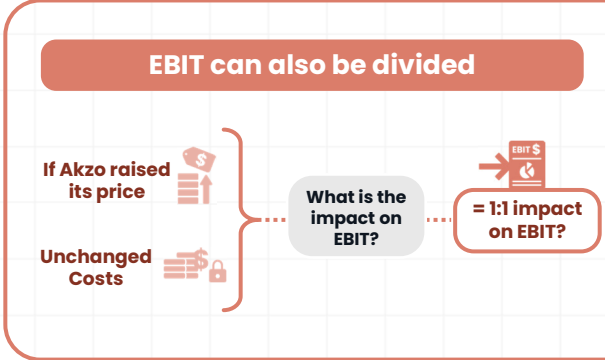 EBIT can also be divided
If Akzo raised
its price
$
Unchanged
Costs
$
What is the
impact on
EBIT?
EBIT $
= 1:1 impact
on EBIT?